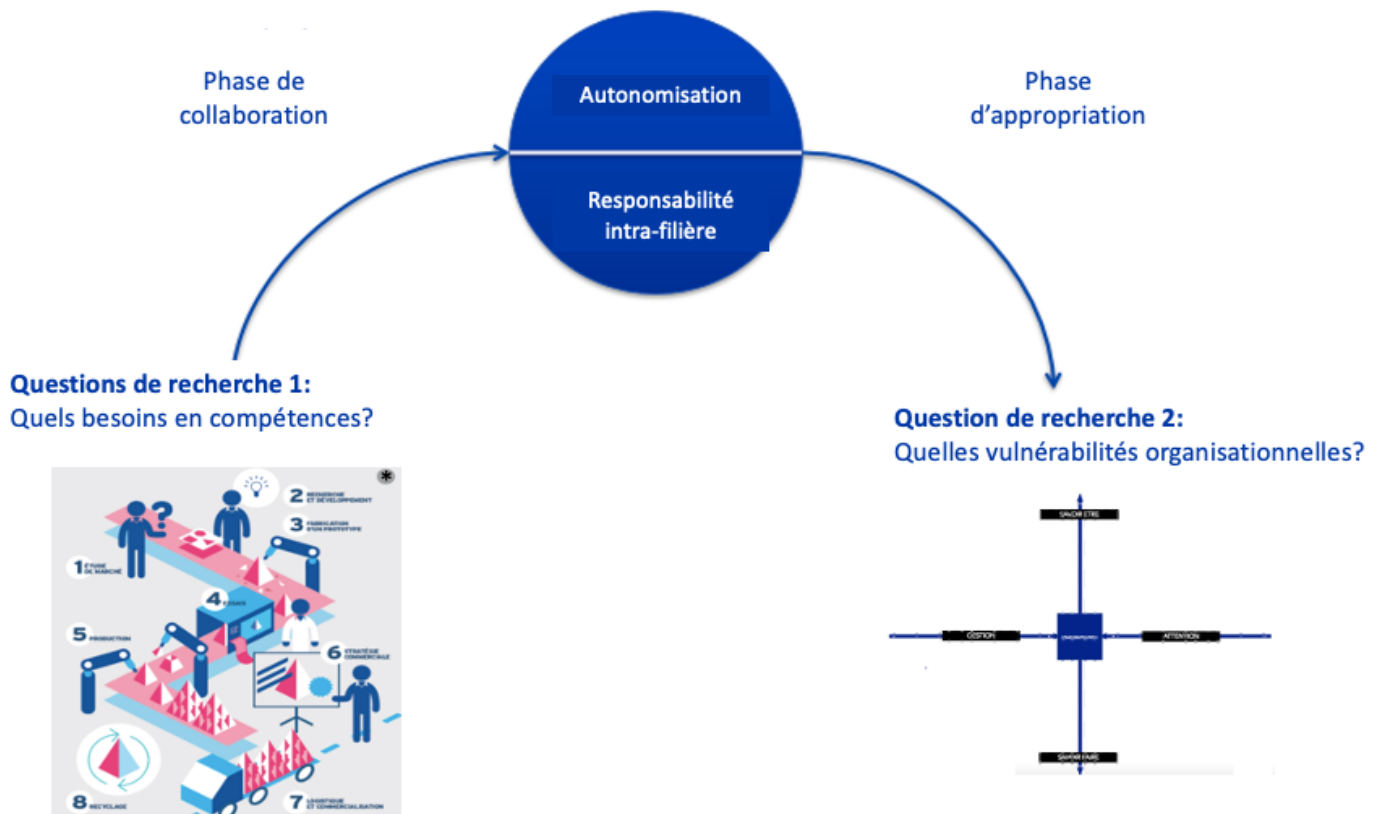 Phase de
collaboration
Autonomisation
Responsabilité
intra-filière
Phase
d’appropriation
Questions de recherche 1:
Quels besoins en compétences?
1 ÉTUDE
DE MARCHÉ
2 RECHERCHE
ET DÉVELOPPEMENT
3 FABRICATION
D'UN PROTOTYPE
4 ESSAIS
5 PRODUCTION
6 STRATÉGIE
COMMERCIALE
7 LOGISTIQUE
ET COMMERCIALISATION
8 RECYCLAGE
Question de recherche 2:
Quelles vulnérabilités organisationnelles?
SAVOIR ETRE
GESTION
ATTENTION
SAVOIR FAIRE